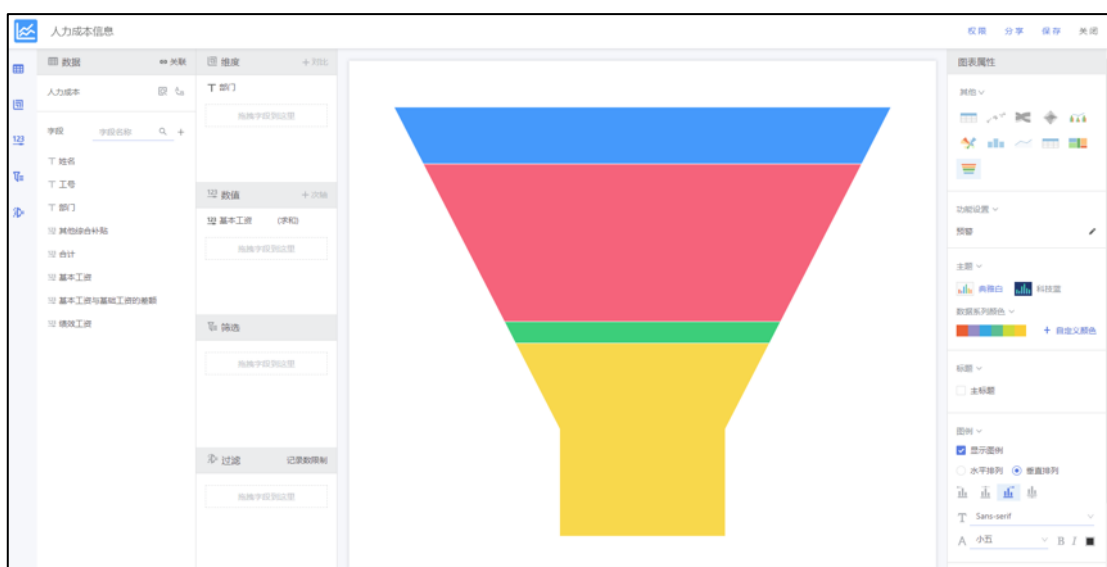 人力成本信息
权限 分享 保存 关闭
数据 关联
人力成本
字段 字段名称
姓名
工号
部门
其他综合补贴
合计
基本工资
基本工资与基础工资的差额
绩效工资
维度 +对比
部门
拖拽字段到这里
数值 +次轴
基本工资 (求和)
拖拽字段到这里
筛选
拖拽字段到这里
过滤 记录数限制
拖拽字段到这里
图表属性
其他
功能设置
预警
主题
典雅白 科技蓝
数据系列颜色
+ 自定义颜色
标题
主标题
图例
显示图例
水平排列 垂直排列
Sans-serif
小五 B I